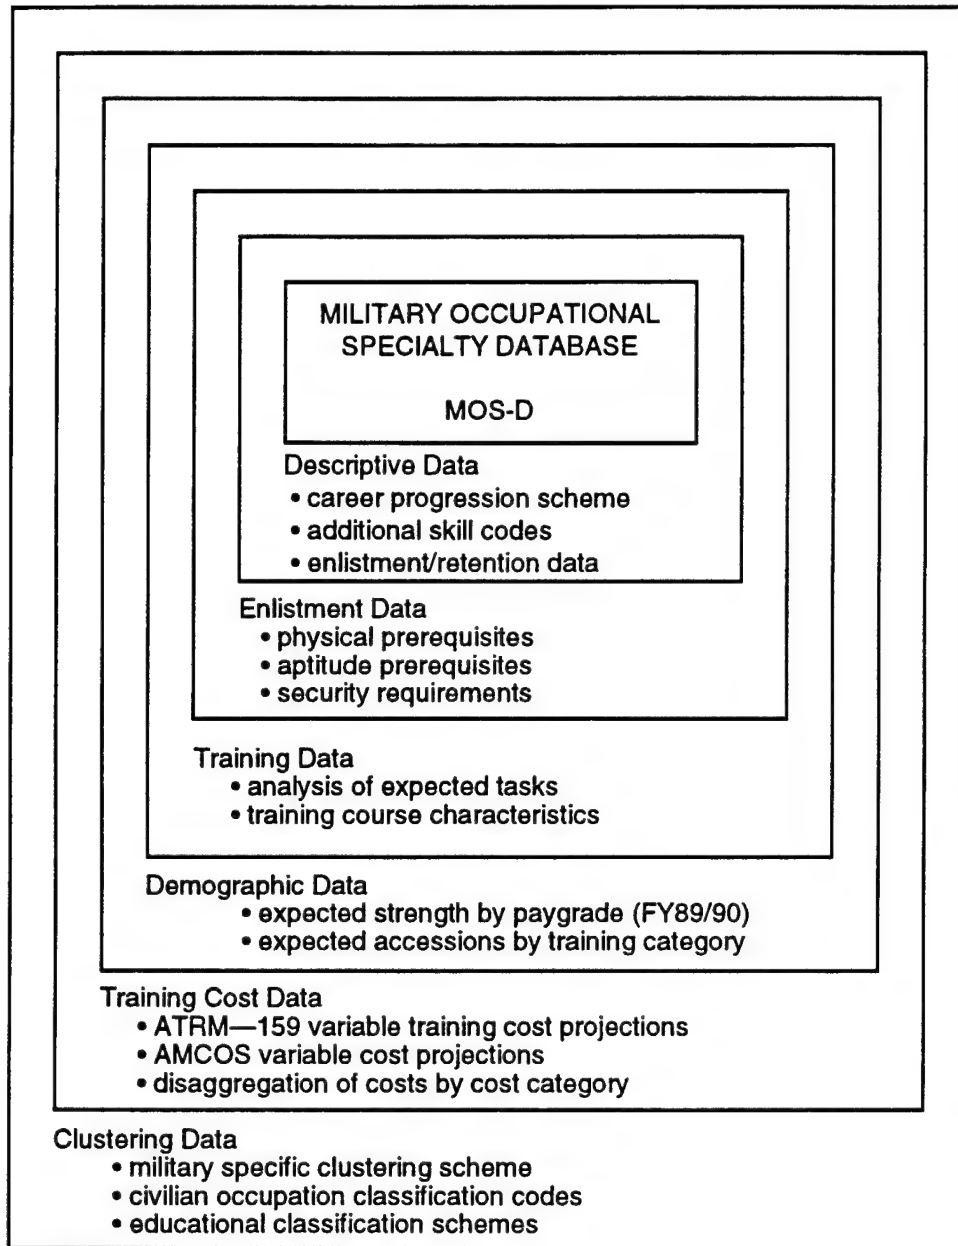 MILITARY OCCUPATIONAL
SPECIALTY DATABASE
MOS-D
Descriptive Data
• career progression scheme
• additional skill codes
• enlistment/retention data
Enlistment Data
• physical prerequisites
• aptitude prerequisites
• security requirements
Training Data
• analysis of expected tasks
• training course characteristics
Demographic Data
• expected strength by paygrade (FY89/90)
• expected accessions by training category
Training Cost Data
• ATRM—159 variable training cost projections
• AMCOS variable cost projections
• disaggregation of costs by cost category
Clustering Data
• military specific clustering scheme
• civilian occupation classification codes
• educational classification schemes